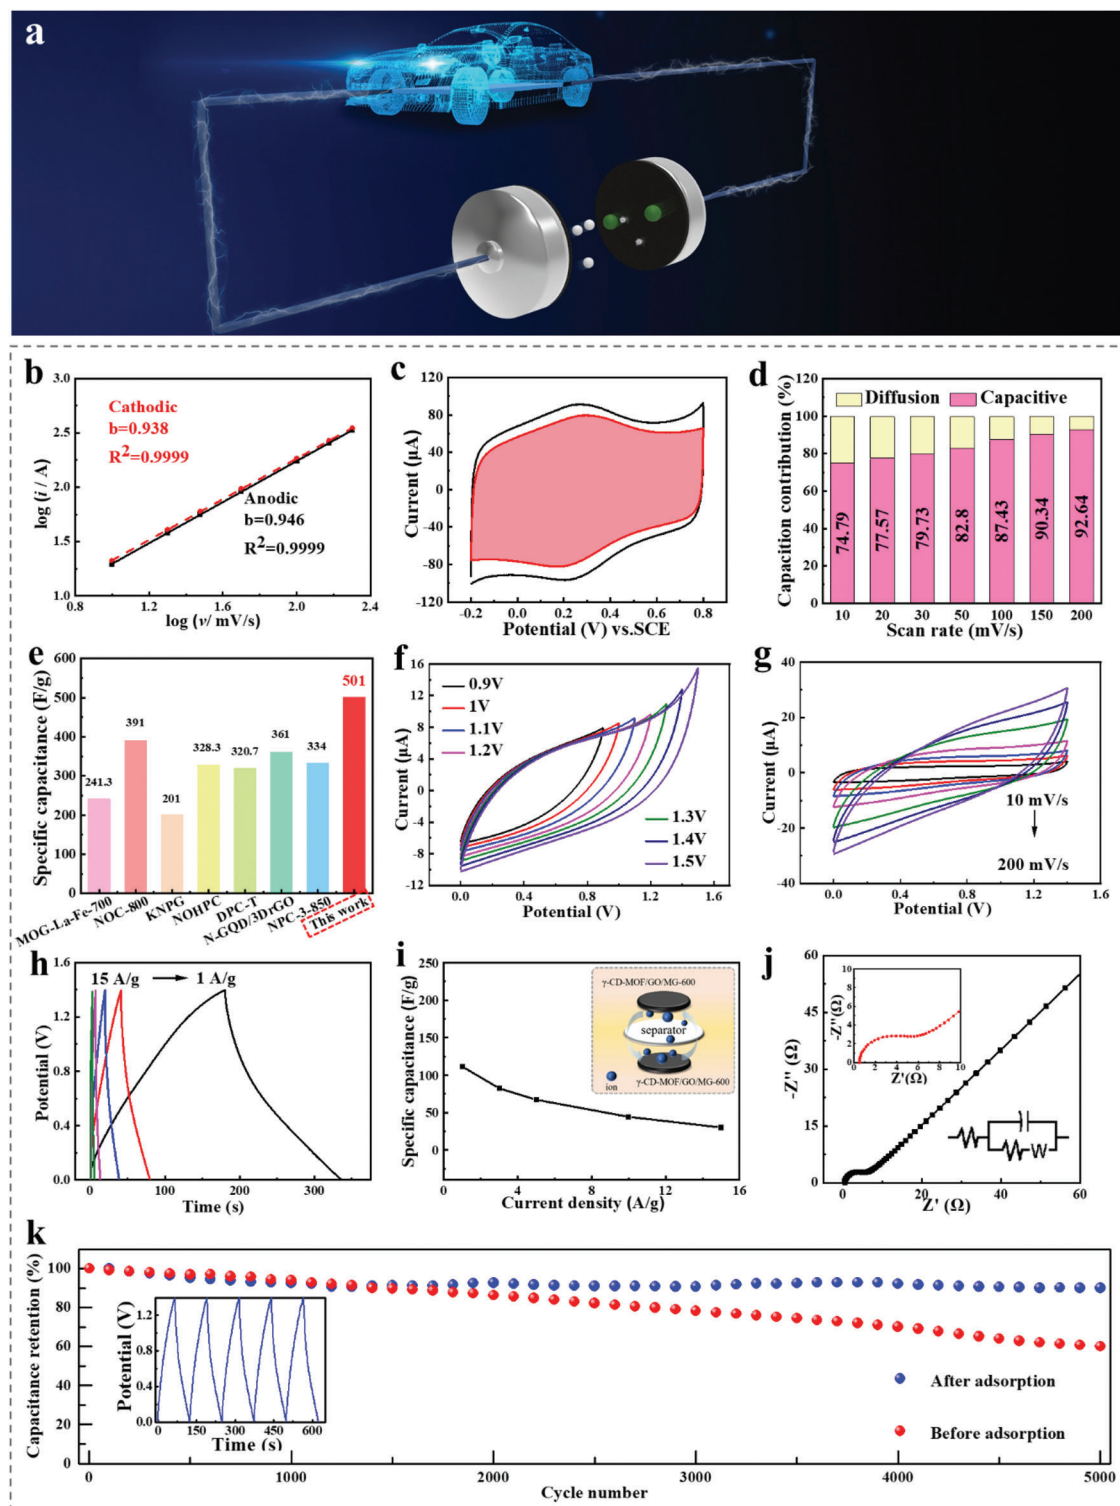 a
b
3.0
2.5
2.0
1.5
1.0
0.8
1.2
1.6
2.0
2.4
log (i / A)
log (v/ mV/s)
Cathodic
b=0.938
R²=0.9999
Anodic
b=0.946
R²=0.9999
c
120
80
40
0
-40
-80
-120
-0.2
0.0
0.2
0.4
0.6
0.8
Current (μA)
Potential (V) vs.SCE
d
120
100
80
60
40
20
0
Capacition contribution (%)
Diffusion
Capacitive
74.79
77.57
79.73
82.8
87.43
90.34
92.64
10
20
30
50
100
150
200
Scan rate (mV/s)
e
600
500
400
300
200
100
0
Specific capacitance (F/g)
241.3
391
201
328.3
320.7
361
334
501
MOG-La-Fe-700
NOC-800
KNPG
NOHPC
DPC-T
N-GQD/3DrGO
NPC-3-850
This work
f
16
12
8
4
0
-4
-8
-12
Current (μA)
0.9V
1V
1.1V
1.2V
1.3V
1.4V
1.5V
0.0
0.4
0.8
1.2
1.6
Potential (V)
g
40
20
0
-20
-40
Current (μA)
10 mV/s
200 mV/s
0.0
0.4
0.8
1.2
1.6
Potential (V)
h
1.6
1.2
0.8
0.4
0.0
Potential (V)
15 A/g
1 A/g
0
100
200
300
Time (s)
i
250
200
150
100
50
0
Specific capacitance (F/g)
γ-CD-MOF/GO/MG-600
separator
ion
γ-CD-MOF/GO/MG-600
0
4
8
12
16
Current density (A/g)
j
60
45
30
15
0
-Z'' (Ω)
10
8
6
4
2
0
-Z''(Ω)
0
2
4
6
8
10
Z'(Ω)
W
0
20
40
60
Z' (Ω)
k
100
80
60
40
20
0
Capacitance retention (%)
1.2
0.8
0.4
0.0
Potential (V)
0
150
300
450
600
Time (s)
After adsorption
Before adsorption
0
1000
2000
3000
4000
5000
Cycle number